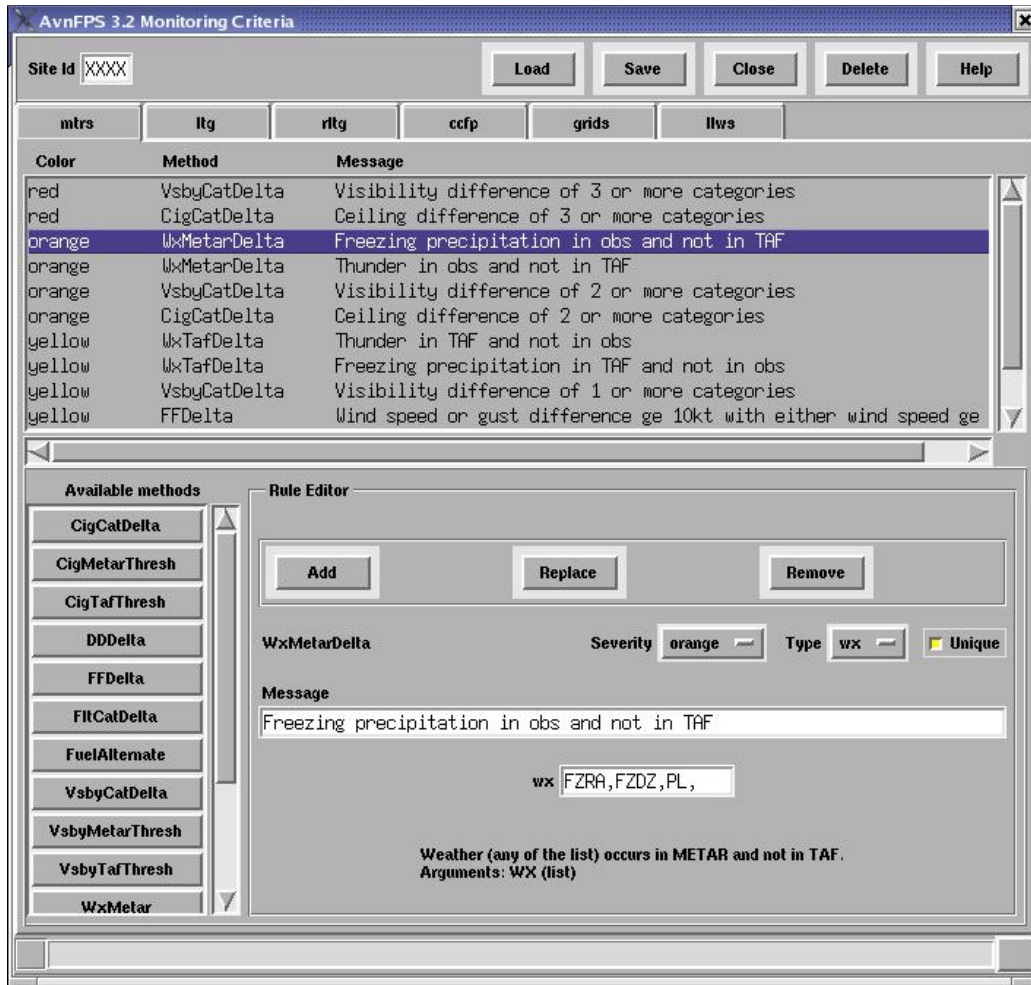 AvnFPS 3.2 Monitoring Criteria
Site Id XXXX Load Save Close Delete Help
mtrs ltg rltg ccfp grids llws
Color Method Message
red VsbyCatDelta Visibility difference of 3 or more categories
red CigCatDelta Ceiling difference of 3 or more categories
orange WxMetarDelta Freezing precipitation in obs and not in TAF
orange WxMetarDelta Thunder in obs and not in TAF
orange VsbyCatDelta Visibility difference of 2 or more categories
orange CigCatDelta Ceiling difference of 2 or more categories
yellow WxTafDelta Thunder in TAF and not in obs
yellow WxTafDelta Freezing precipitation in TAF and not in obs
yellow VsbyCatDelta Visibility difference of 1 or more categories
yellow FFDelta Wind speed or gust difference ge 10kt with either wind speed ge
Available methods
CigCatDelta
CigMetarThresh
CigTafThresh
DDDelta
FFDelta
FltCatDelta
FuelAlternate
VsbyCatDelta
VsbyMetarThresh
VsbyTafThresh
WxMetar
Rule Editor
Add Replace Remove
WxMetarDelta Severity orange Type wx Unique
Message
Freezing precipitation in obs and not in TAF
wx FZRA,FZDZ,PL,
Weather (any of the list) occurs in METAR and not in TAF.
Arguments: WX (list)